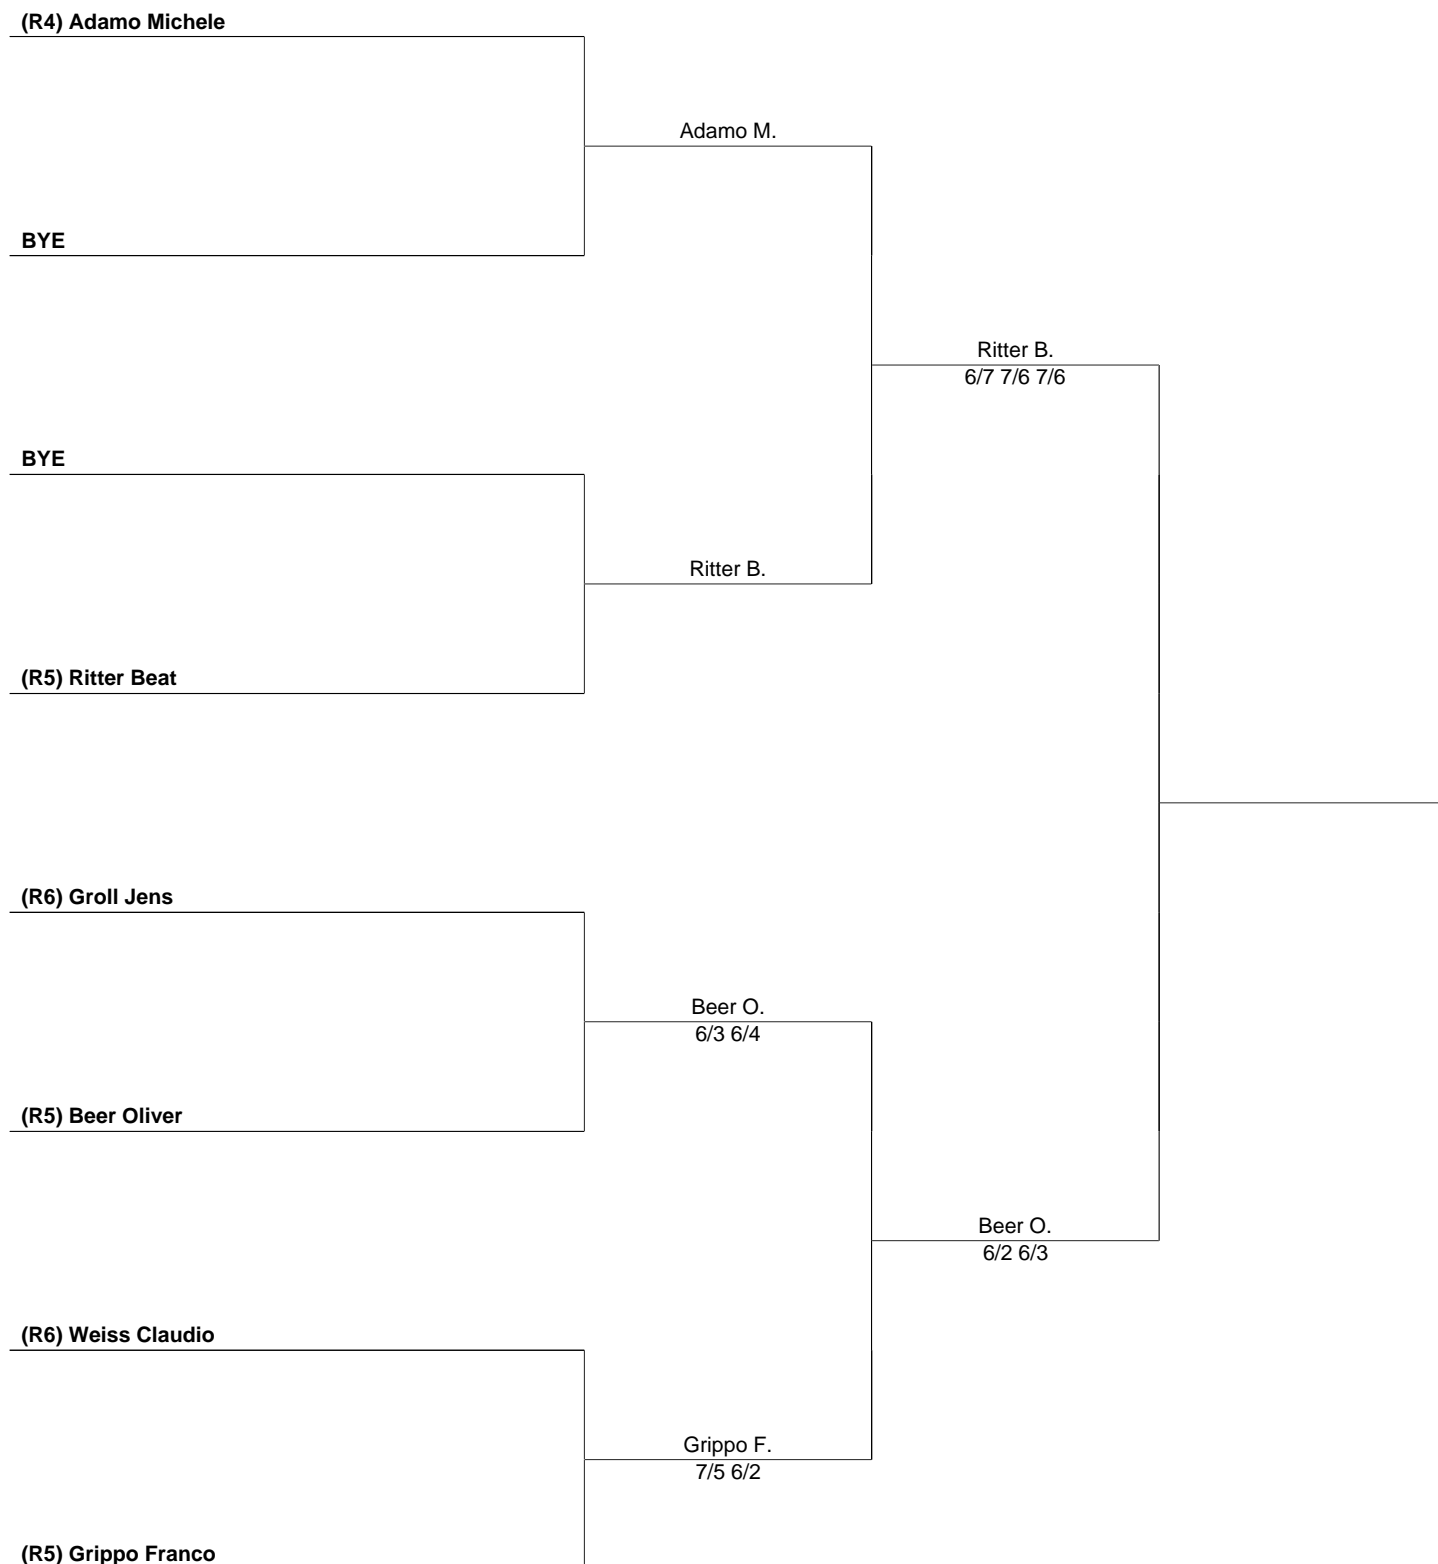 (R4) Adamo Michele
Adamo M.
BYE
Ritter B.
6/7 7/6 7/6
BYE
Ritter B.
(R5) Ritter Beat
(R6) Groll Jens
Beer O.
6/3 6/4
(R5) Beer Oliver
Beer O.
6/2 6/3
(R6) Weiss Claudio
Grippo F.
7/5 6/2
(R5) Grippo Franco